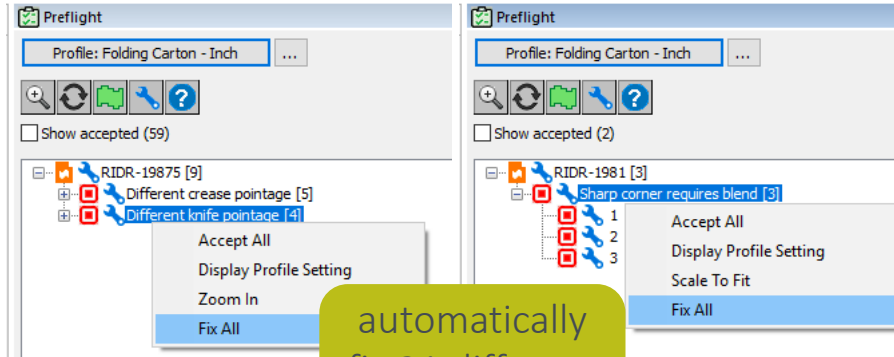 Preflight
Profile: Folding Carton - Inch ...
Show accepted (59)
RIDR-19875 [9]
Different crease pointage [5]
Different knife pointage [4]
Accept All
Display Profile Setting
Zoom In
Fix All
Preflight
Profile: Folding Carton - Inch ...
Show accepted (2)
RIDR-1981 [3]
Sharp corner requires blend [3]
1
2
3
Accept All
Display Profile Setting
Scale To Fit
Fix All
automatically